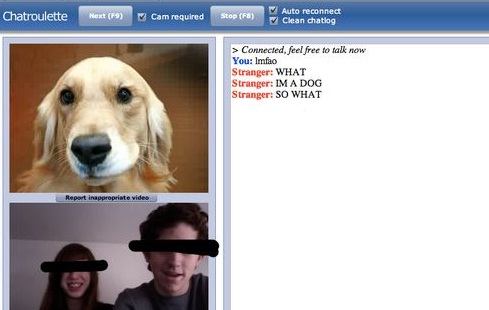 Chatroulette
Next (F9)
Cam required
Stop (F8)
Auto reconnect
Clean chatlog
Report inappropriate video
> Connected, feel free to talk now
You: lmfao
Stranger: WHAT
Stranger: IM A DOG
Stranger: SO WHAT